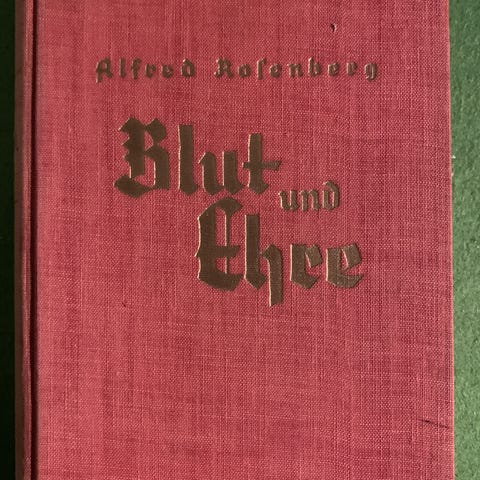 Alfred Rosenberg
Blut
und
Ehre